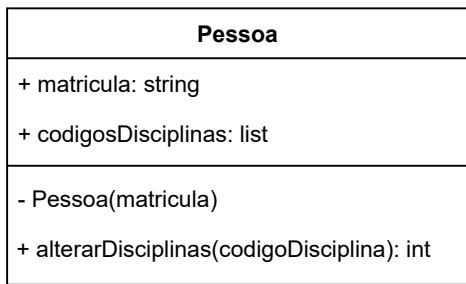 Pessoa
+ matricula: string
+ codigosDisciplinas: list
- Pessoa(matricula)
+ alterarDisciplinas(codigoDisciplina): int